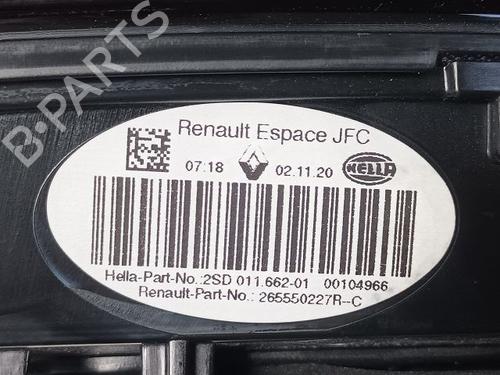 B-PARTS
Renault Espace JFC
07:18 02.11.20 HELLA
Hella-Part-No.:2SD 011.662-01 00104966
Renault-Part-No.: 265550227R--C